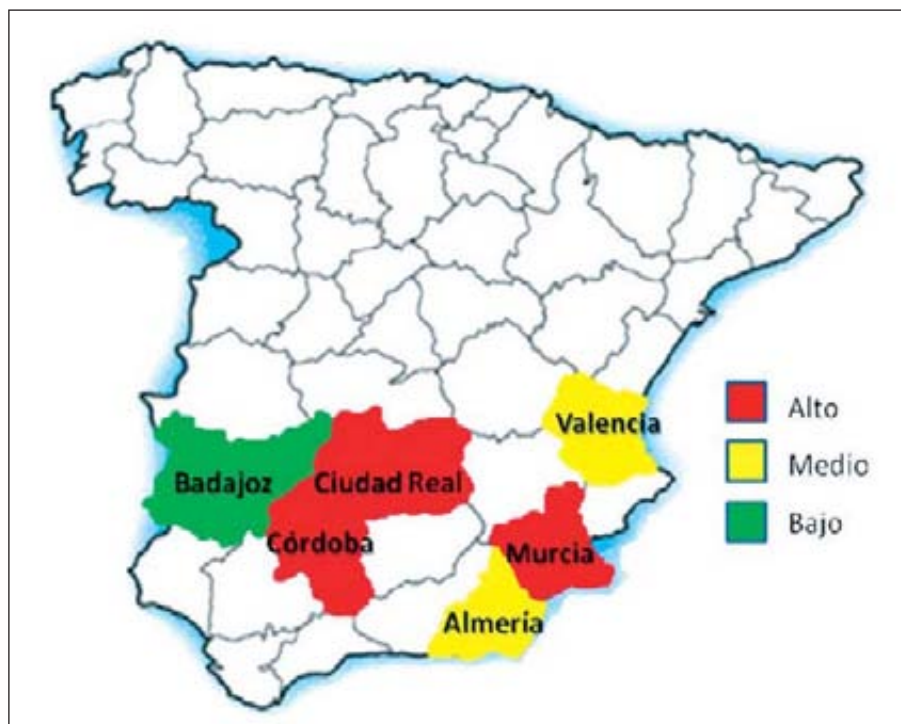 Valencia
Badajoz
Ciudad Real
Córdoba
Murcia
Almería
Alto
Medio
Bajo